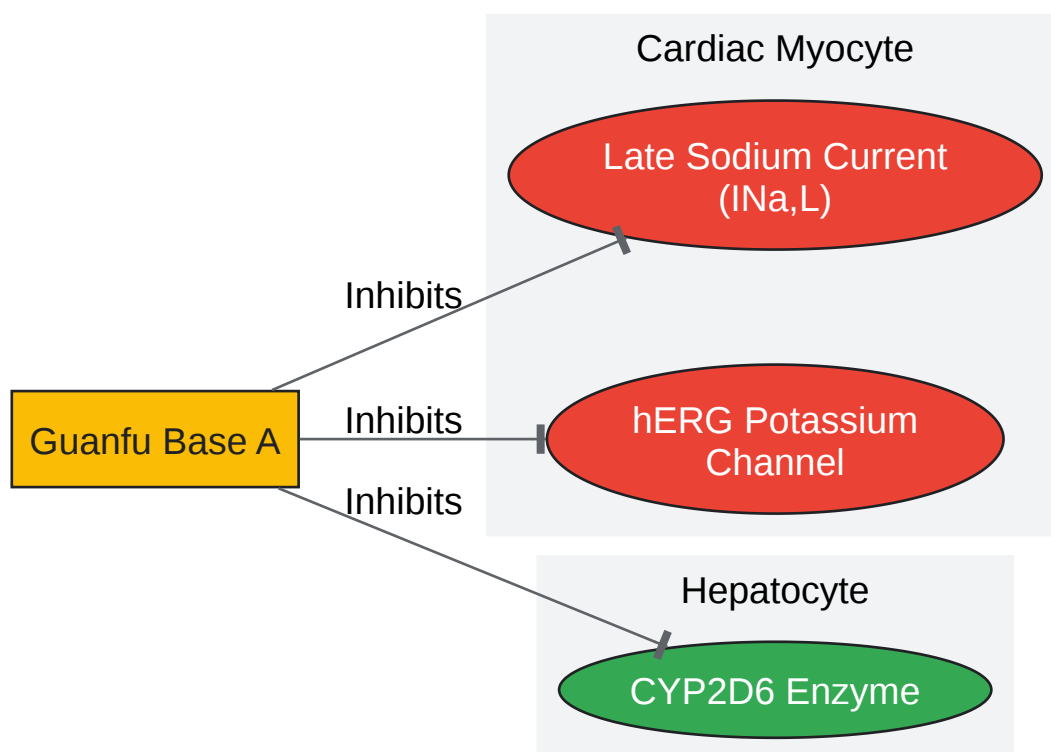 Cardiac Myocyte
Late Sodium Current
(INa,L)
Inhibits
Guanfu Base A
Inhibits
hERG Potassium
Channel
Inhibits
Hepatocyte
CYP2D6 Enzyme